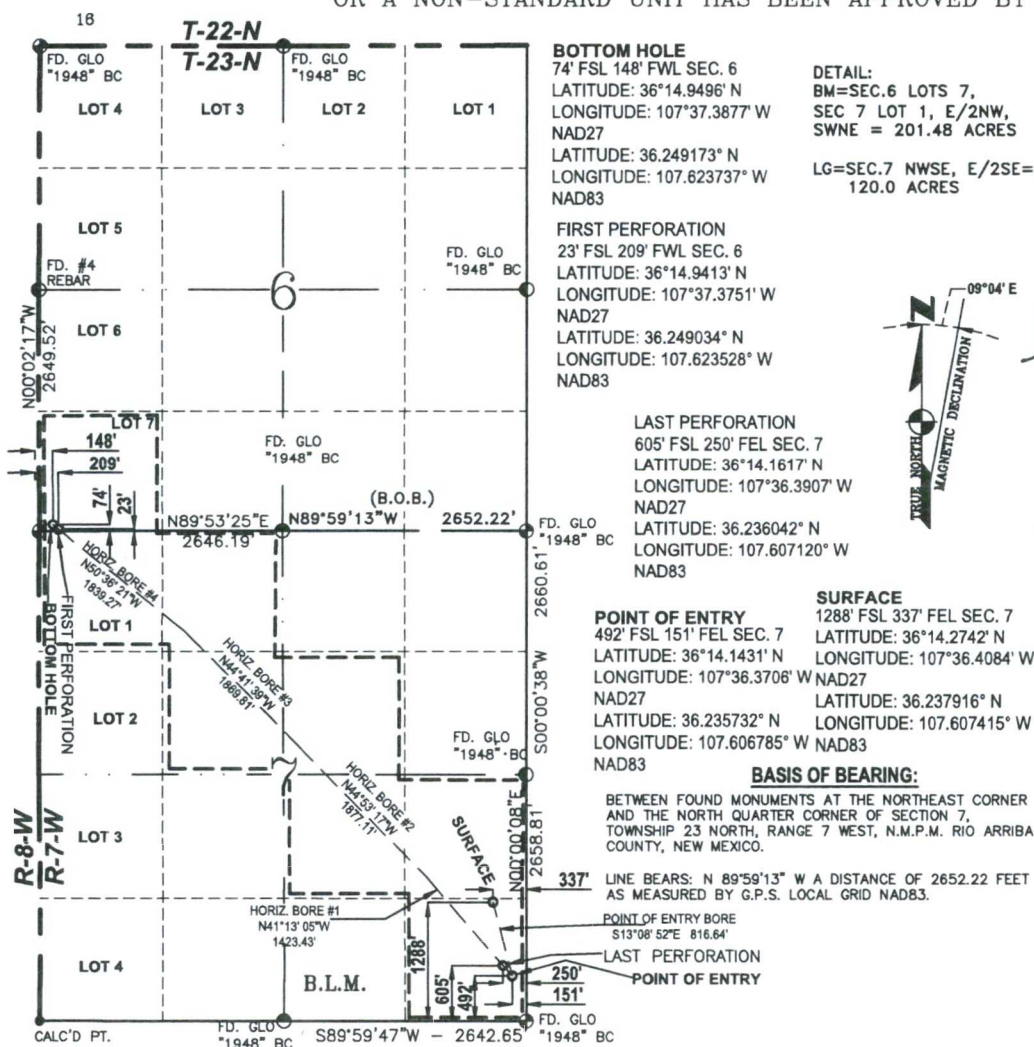 OR A NON-STANDARD UNIT HAS BEEN APPROVED BY
16
T-22-N
T-23-N
FD. GLO
"1948" BC
FD. GLO
"1948" BC
LOT 4
LOT 3
LOT 2
LOT 1
LOT 5
FD. #4
REBAR
FD. GLO
"1948" BC
6
LOT 6
N00°02'17"W
2649.52'
LOT 7
148'
209'
74'
23'
FD. GLO
"1948" BC
(B.O.B.)
N89°53'25"E
2646.19
N89°59'13"W
2652.22'
FD. GLO
"1948" BC
HORIZ. BORE #4
N50°36'21"W
1839.27'
FIRST PERFORATION
BOTTOM HOLE
LOT 1
HORIZ. BORE #3
N44°41'39"W
1869.81'
2660.61'
S00°00'38"W
LOT 2
FD. GLO
"1948" BC
7
HORIZ. BORE #2
N44°53'17"W
1877.11'
R-8-W
R-7-W
LOT 3
SURFACE
N00°00'08"E
2658.81'
337'
HORIZ. BORE #1
N41°13'05"W
1423.43'
1288'
POINT OF ENTRY BORE
S13°08'52"E 816.64'
LAST PERFORATION
LOT 4
B.L.M.
605'
492'
250'
POINT OF ENTRY
151'
CALC'D PT.
FD. GLO
"1948" BC
S89°59'47"W - 2642.65'
FD. GLO
"1948" BC
BOTTOM HOLE
74' FSL 148' FWL SEC. 6
LATITUDE: 36°14.9496' N
LONGITUDE: 107°37.3877' W
NAD27
LATITUDE: 36.249173° N
LONGITUDE: 107.623737° W
NAD83
DETAIL:
BM=SEC.6 LOTS 7,
SEC 7 LOT 1, E/2NW,
SWNE = 201.48 ACRES
LG=SEC.7 NWSE, E/2SE=
120.0 ACRES
FIRST PERFORATION
23' FSL 209' FWL SEC. 6
LATITUDE: 36°14.9413' N
LONGITUDE: 107°37.3751' W
NAD27
LATITUDE: 36.249034° N
LONGITUDE: 107.623528° W
NAD83
09°04' E
N
TRUE NORTH
MAGNETIC DECLINATION
LAST PERFORATION
605' FSL 250' FEL SEC. 7
LATITUDE: 36°14.1617' N
LONGITUDE: 107°36.3907' W
NAD27
LATITUDE: 36.236042° N
LONGITUDE: 107.607120° W
NAD83
POINT OF ENTRY
492' FSL 151' FEL SEC. 7
LATITUDE: 36°14.1431' N
LONGITUDE: 107°36.3706' W
NAD27
LATITUDE: 36.235732° N
LONGITUDE: 107.606785° W
NAD83
SURFACE
1288' FSL 337' FEL SEC. 7
LATITUDE: 36°14.2742' N
LONGITUDE: 107°36.4084' W
NAD27
LATITUDE: 36.237916° N
LONGITUDE: 107.607415° W
NAD83
BASIS OF BEARING:
BETWEEN FOUND MONUMENTS AT THE NORTHEAST CORNER
AND THE NORTH QUARTER CORNER OF SECTION 7,
TOWNSHIP 23 NORTH, RANGE 7 WEST, N.M.P.M. RIO ARRIBA
COUNTY, NEW MEXICO.
LINE BEARS: N 89°59'13" W A DISTANCE OF 2652.22 FEET
AS MEASURED BY G.P.S. LOCAL GRID NAD83.